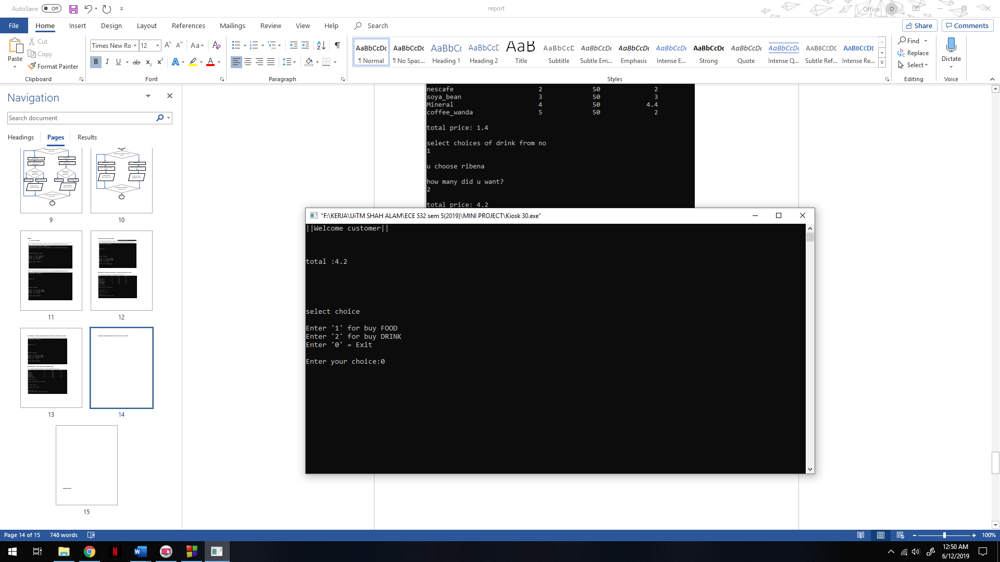 AutoSave Off report Office O
File Home Insert Design Layout References Mailings Review View Help Search Share Comments
Paste Cut Copy Format Painter
Times New Ro 12 Aa
B I U ab x₂ x² A A
AaBbCcDc AaBbCcDc AaBbCc AaBbCcD AaB AaBbCcD AaBbCcDc AaBbCcDc AaBbCcDc AaBbCcDc AaBbCcDc AaBbCcDc AABBCCDE AABBCCDE
¶ Normal ¶ No Spac... Heading 1 Heading 2 Title Subtitle Subtle Em... Emphasis Intense E... Strong Quote Intense Q... Subtle Ref... Intense Re...
Find Replace Select Dictate
Clipboard Font Paragraph Styles Editing Voice
Navigation
Search document
Headings Pages Results
9 10
11 12
13 14
15
nescafe 2 50 2
soya_bean 3 50 3
Mineral 4 50 4.4
coffee_wanda 5 50 2
total price: 1.4
select choices of drink from no
1
u choose ribena
how many did u want?
2
total price: 4.2
"F:\KERJA\UiTM SHAH ALAM\ECE 532 sem 5(2019)\MINI PROJECT\Kiosk 30.exe"
||Welcome customer||
total :4.2
select choice
Enter '1' for buy FOOD
Enter '2' for buy DRINK
Enter '0' = Exit
Enter your choice:0
Page 14 of 15 748 words 100%
12:50 AM
6/12/2019